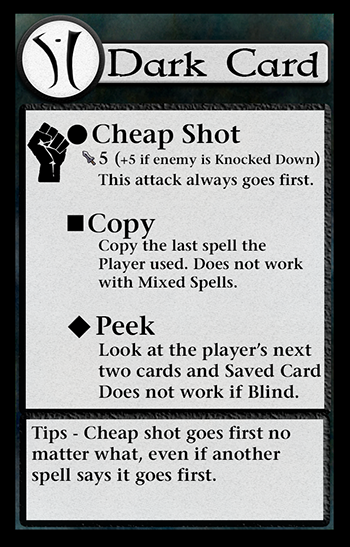 Dark Card
Cheap Shot
5 (+5 if enemy is Knocked Down)
This attack always goes first.
Copy
Copy the last spell the
Player used. Does not work
with Mixed Spells.
Peek
Look at the player's next
two cards and Saved Card
Does not work if Blind.
Tips - Cheap shot goes first no
matter what, even if another
spell says it goes first.